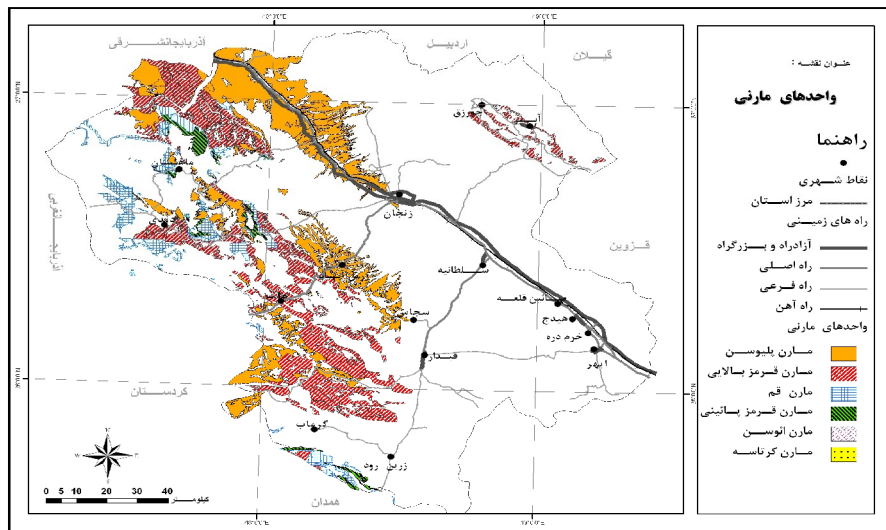 عنوان نقشه :
واحدهای مارنی
راهنما
نقاط شهری
مرز استان
راه های زمینی
آزادراه و بزرگراه
راه اصلی
راه فرعی
راه آهن
واحدهای مارنی
مارن پلیوسن
مارن قرمز بالایی
مارن قم
مارن قرمز پائینی
مارن ائوسن
مارن کرتاسه
آذربایجانشرقی
اردبیل
گیلان
قزوین
همدان
کردستان
زنجان
سلطانیه
صائین قلعه
هیدج
خرم دره
ابهر
سجاس
قیدار
گرماب
زرین رود
0 5 10 20 30 40
کیلومتر